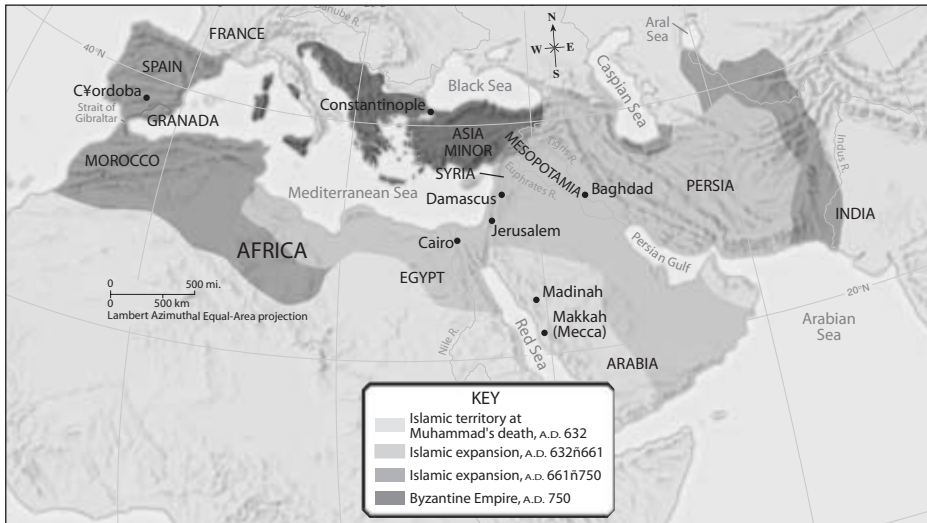 FRANCE
Danube R.
N
W E
S
Aral
Sea
40°N
SPAIN
Black Sea
Caspian Sea
C¥ordoba
Constantinople
Strait of
Gibraltar
GRANADA
ASIA
MINOR
MESOPOTAMIA
Tigris R.
Indus R.
MOROCCO
SYRIA
Euphrates R.
Baghdad
PERSIA
Mediterranean Sea
Damascus
INDIA
Jerusalem
AFRICA
Cairo
Persian Gulf
EGYPT
0 500 mi.
0 500 km
Lambert Azimuthal Equal-Area projection
Madinah
20°N
Makkah
(Mecca)
Arabian
Sea
Red Sea
Nile R.
ARABIA
KEY
Islamic territory at
Muhammad's death, A.D. 632
Islamic expansion, A.D. 632ñ661
Islamic expansion, A.D. 661ñ750
Byzantine Empire, A.D. 750